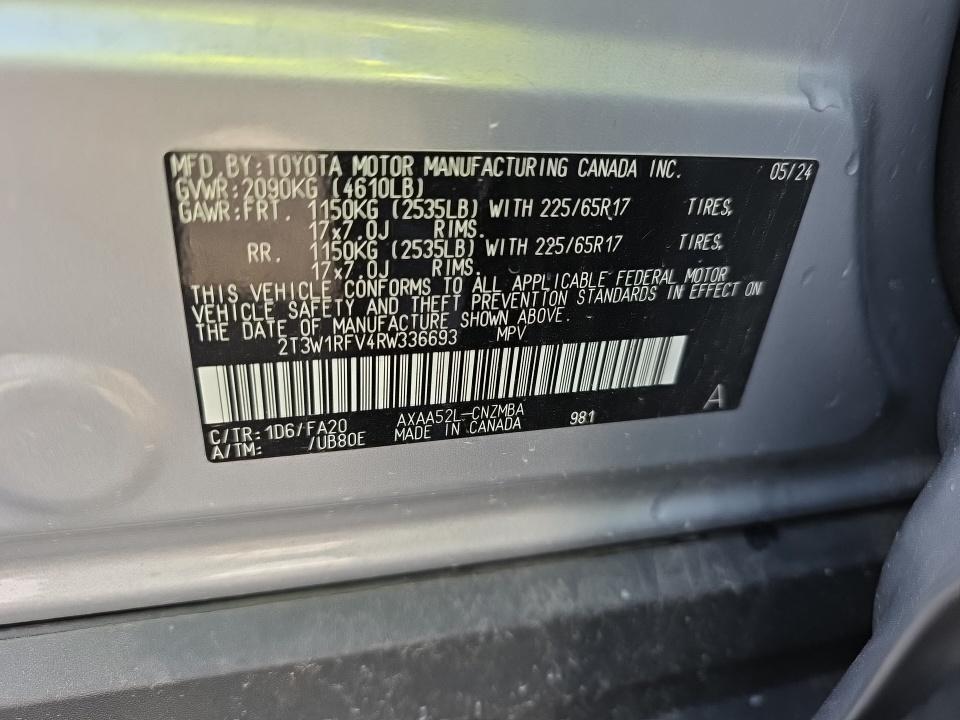 MFD. BY: TOYOTA MOTOR MANUFACTURING CANADA INC. 05/24
GVWR: 2090KG (4610LB)
GAWR: FRT. 1150KG (2535LB) WITH 225/65R17 TIRES,
17x7.0J RIMS.
RR. 1150KG (2535LB) WITH 225/65R17 TIRES,
17x7.0J RIMS.
THIS VEHICLE CONFORMS TO ALL APPLICABLE FEDERAL MOTOR
VEHICLE SAFETY AND THEFT PREVENTION STANDARDS IN EFFECT ON
THE DATE OF MANUFACTURE SHOWN ABOVE.
2T3W1RFV4RW336693 MPV
C/TR: 1D6/FA20 AXAA52L-CNZMBA 981 A
A/TM: /UB80E MADE IN CANADA